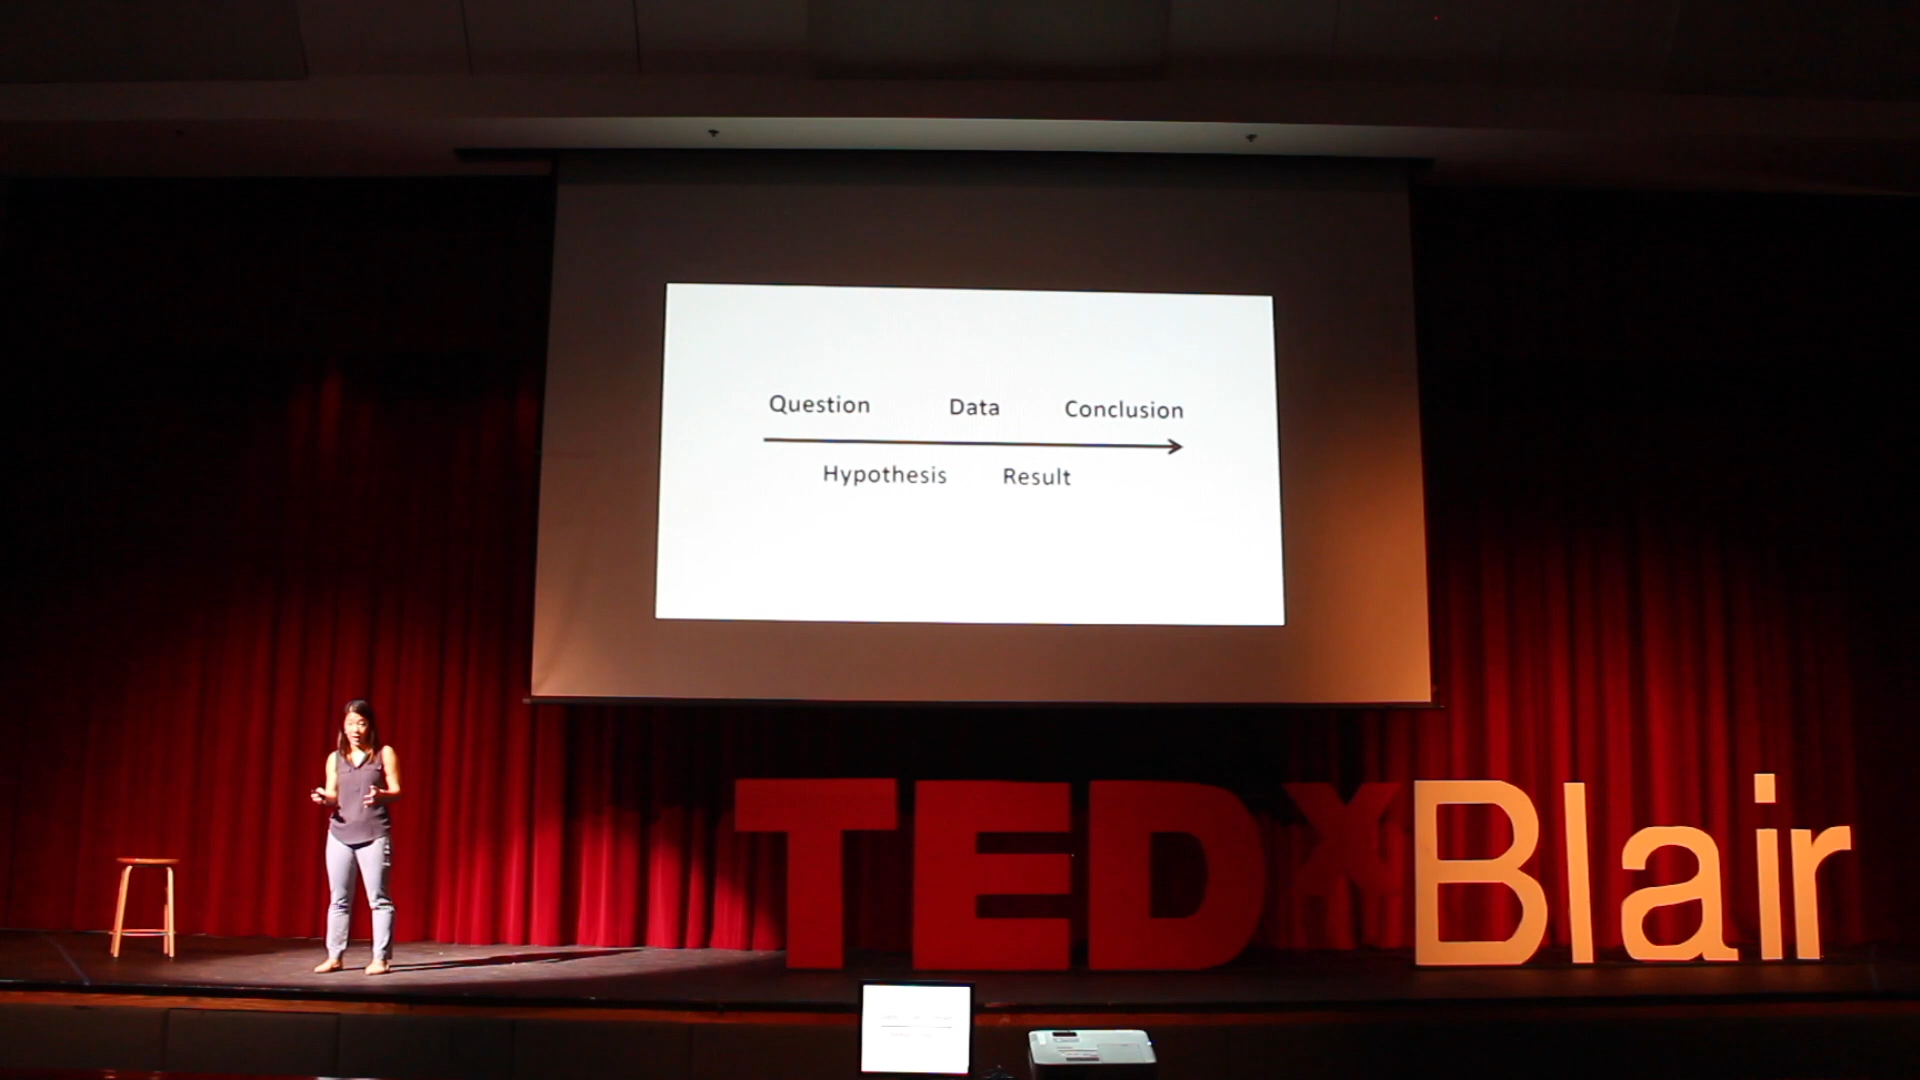 Question Data Conclusion
Hypothesis Result
TEDxBlair